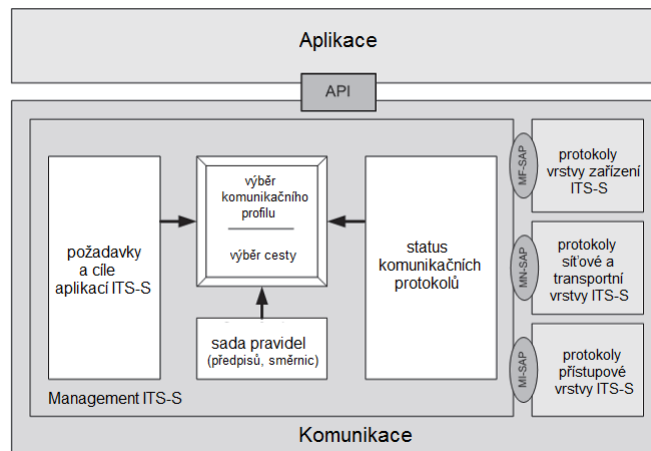 Aplikace
API
požadavky
a cíle
aplikací ITS-S
výběr
komunikačního
profilu
výběr cesty
sada pravidel
(předpisů, směrnic)
status
komunikačních
protokolů
Management ITS-S
MF-SAP
protokoly
vrstvy zařízení
ITS-S
MN-SAP
protokoly
síťové a
transportní
vrstvy ITS-S
MI-SAP
protokoly
přístupové
vrstvy ITS-S
Komunikace